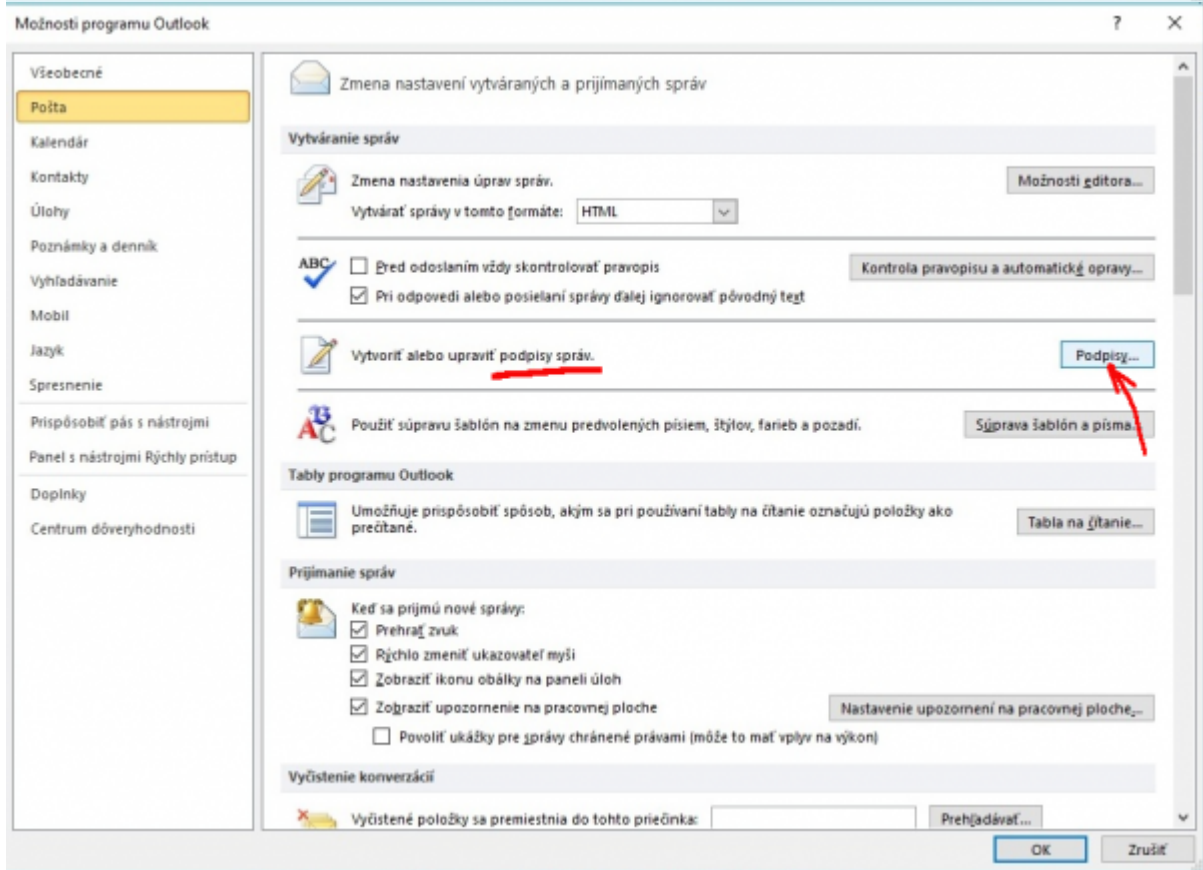 Možnosti programu Outlook
Všeobecné
Pošta
Kalendár
Kontakty
Úlohy
Poznámky a denník
Vyhľadávanie
Mobil
Jazyk
Spresnenie
Prispôsobiť pás s nástrojmi
Panel s nástrojmi Rýchly prístup
Doplnky
Centrum dôveryhodnosti
Zmena nastavení vytváraných a prijímaných správ
Vytváranie správ
Zmena nastavenia úprav správ.
Možnosti editora...
Vytvárať správy v tomto formáte: HTML
ABC
Pred odoslaním vždy skontrolovať pravopis
Kontrola pravopisu a automatické opravy...
Pri odpovedi alebo posielaní správy ďalej ignorovať pôvodný text
Vytvoriť alebo upraviť podpisy správ.
Podpisy...
Použiť súpravu šablón na zmenu predvolených písiem, štýlov, farieb a pozadí.
Súprava šablón a písma...
Tably programu Outlook
Umožňuje prispôsobiť spôsob, akým sa pri používaní tably na čítanie označujú položky ako
prečítané.
Tabla na čítanie...
Prijímanie správ
Keď sa prijmú nové správy:
Prehrať zvuk
Rýchlo zmeniť ukazovateľ myši
Zobraziť ikonu obálky na paneli úloh
Zobraziť upozornenie na pracovnej ploche
Nastavenie upozornení na pracovnej ploche...
Povoliť ukážky pre správy chránené právami (môže to mať vplyv na výkon)
Vyčistenie konverzácií
Vyčistené položky sa premiestnia do tohto priečinka:
Prehľadávať...
OK
Zrušiť